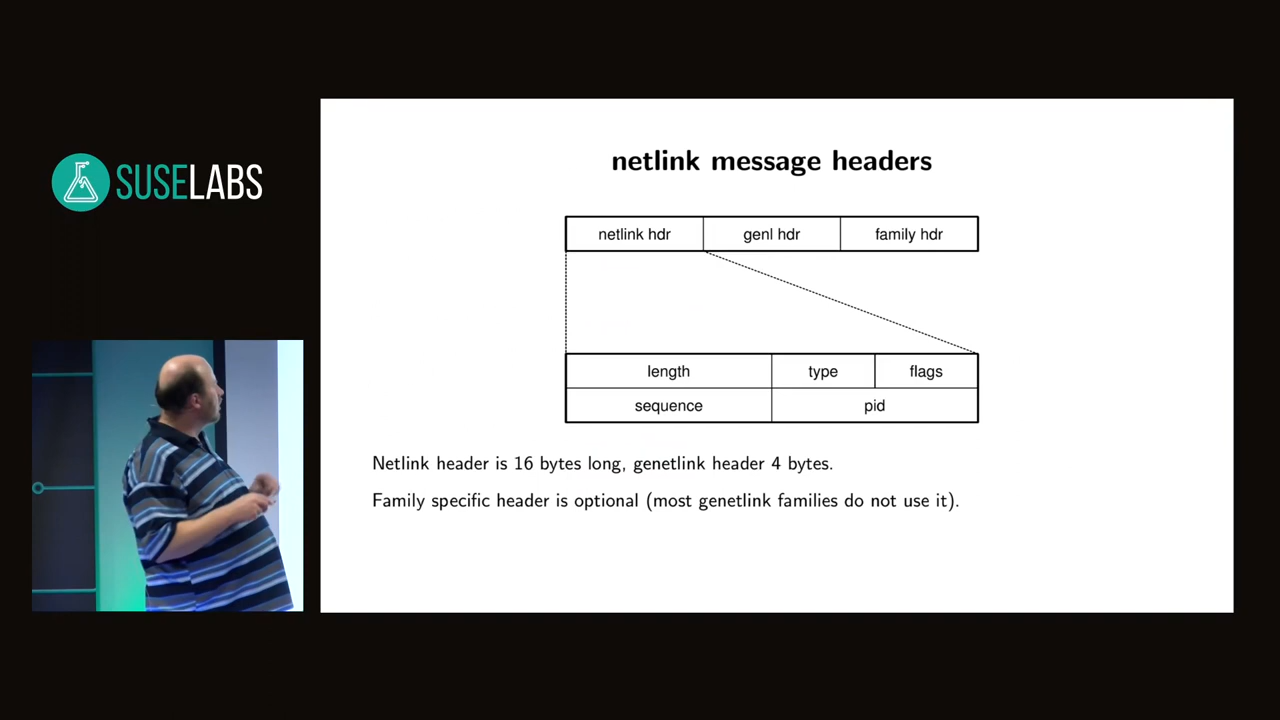 SUSELABS
netlink message headers
netlink hdr genl hdr family hdr
length type flags
sequence pid
Netlink header is 16 bytes long, genetlink header 4 bytes.
Family specific header is optional (most genetlink families do not use it).